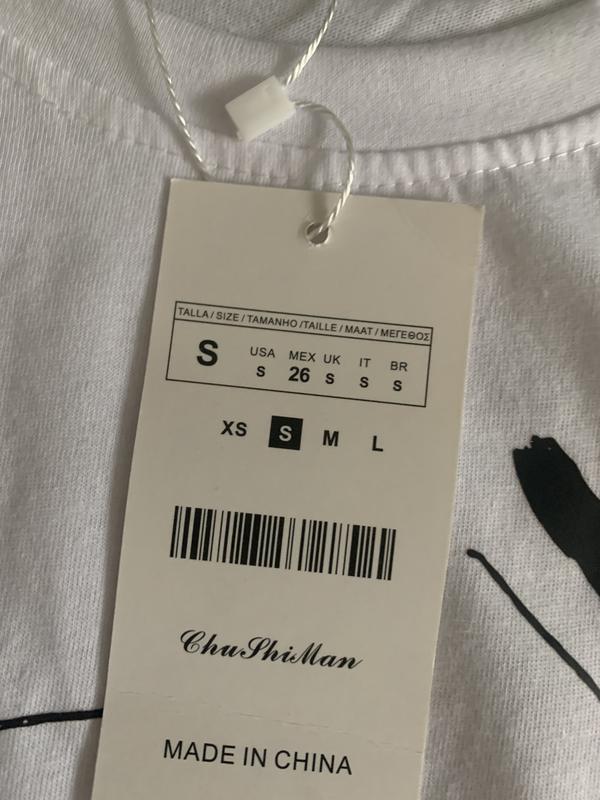 TALLA / SIZE / TAMANHO /TAILLE / MAAT / ΜΕΓΕΘΟΣ
S USA MEX UK IT BR
S 26 S S S
XS S M L
ChuShiMan
MADE IN CHINA